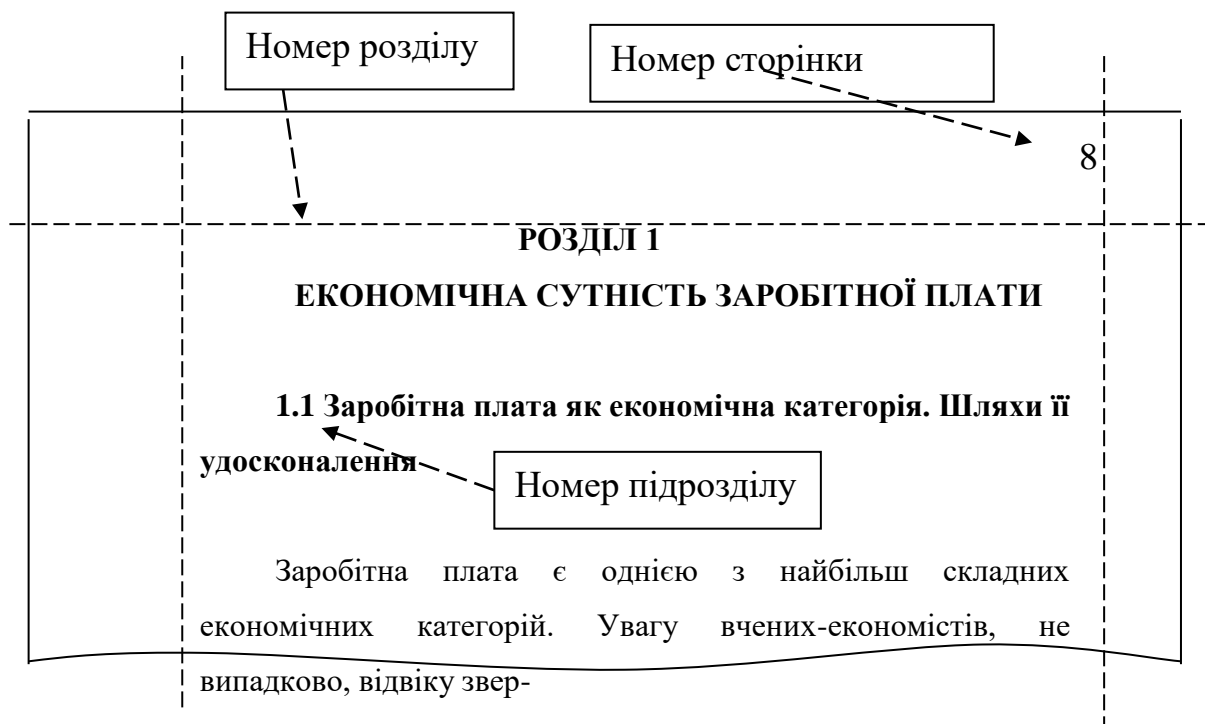 Номер розділу
Номер сторінки
8
РОЗДІЛ 1
ЕКОНОМІЧНА СУТНІСТЬ ЗАРОБІТНОЇ ПЛАТИ
1.1 Заробітна плата як економічна категорія. Шляхи її
удосконалення
Номер підрозділу
Заробітна плата є однією з найбільш складних
економічних категорій. Увагу вчених-економістів, не
випадково, відвіку звер-